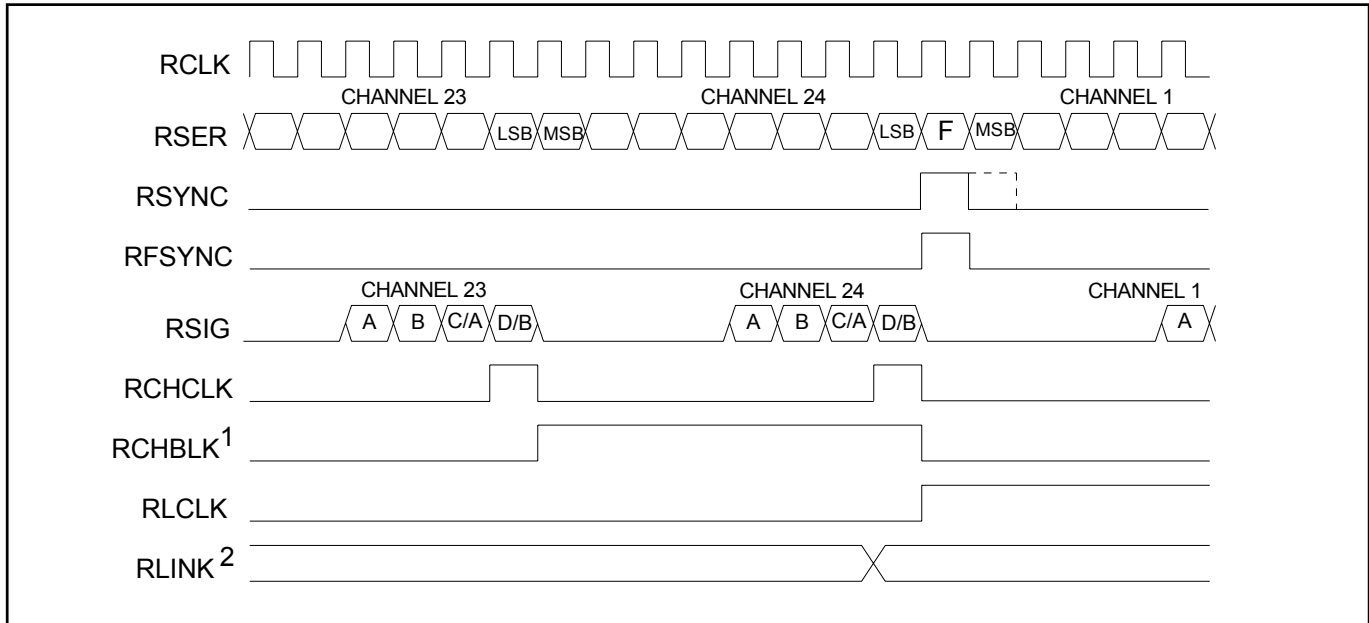 RCLK
CHANNEL 23 CHANNEL 24 CHANNEL 1
RSER LSB MSB LSB F MSB
RSYNC
RFSYNC
CHANNEL 23 CHANNEL 24 CHANNEL 1
RSIG A B C/A D/B A B C/A D/B A
RCHCLK
RCHBLK1
RLCLK
RLINK2